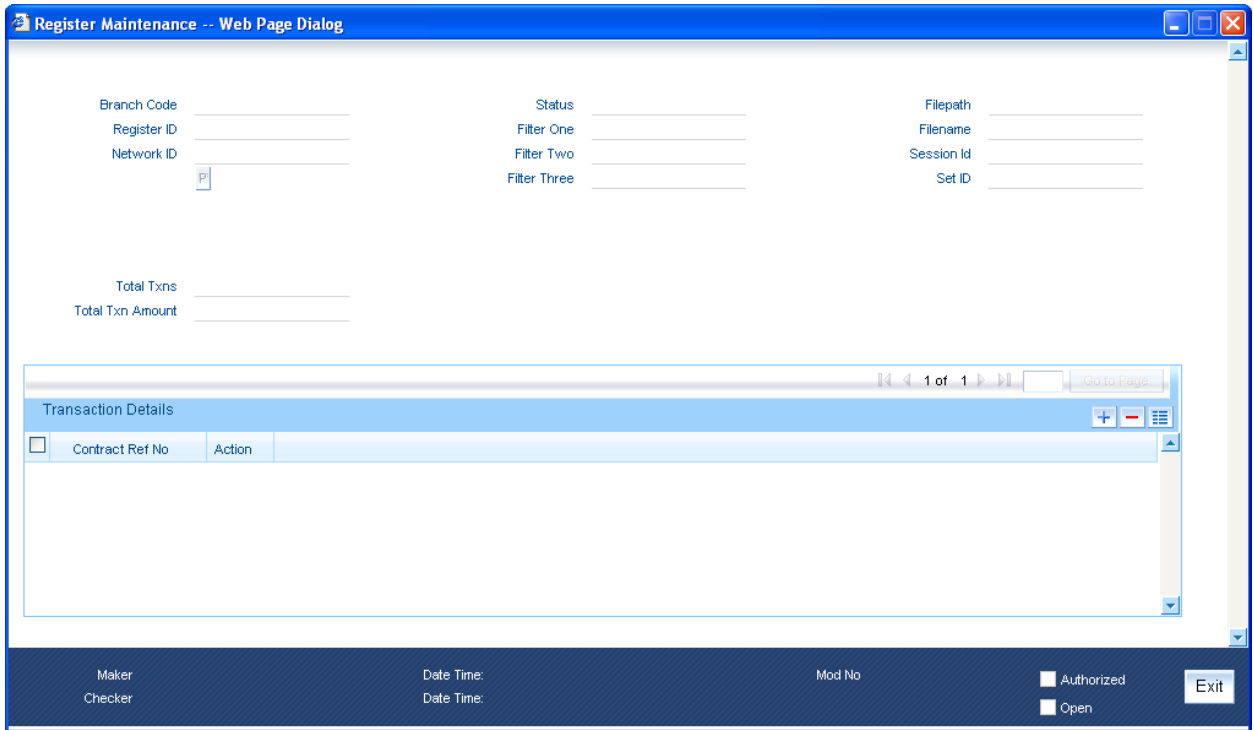 Register Maintenance -- Web Page Dialog
Branch Code Status Filepath
Register ID Filter One Filename
Network ID Filter Two Session Id
P Filter Three Set ID
Total Txns
Total Txn Amount
1 of 1 Go to Page
Transaction Details
Contract Ref No Action
Maker Date Time: Mod No Authorized
Checker Date Time: Open
Exit